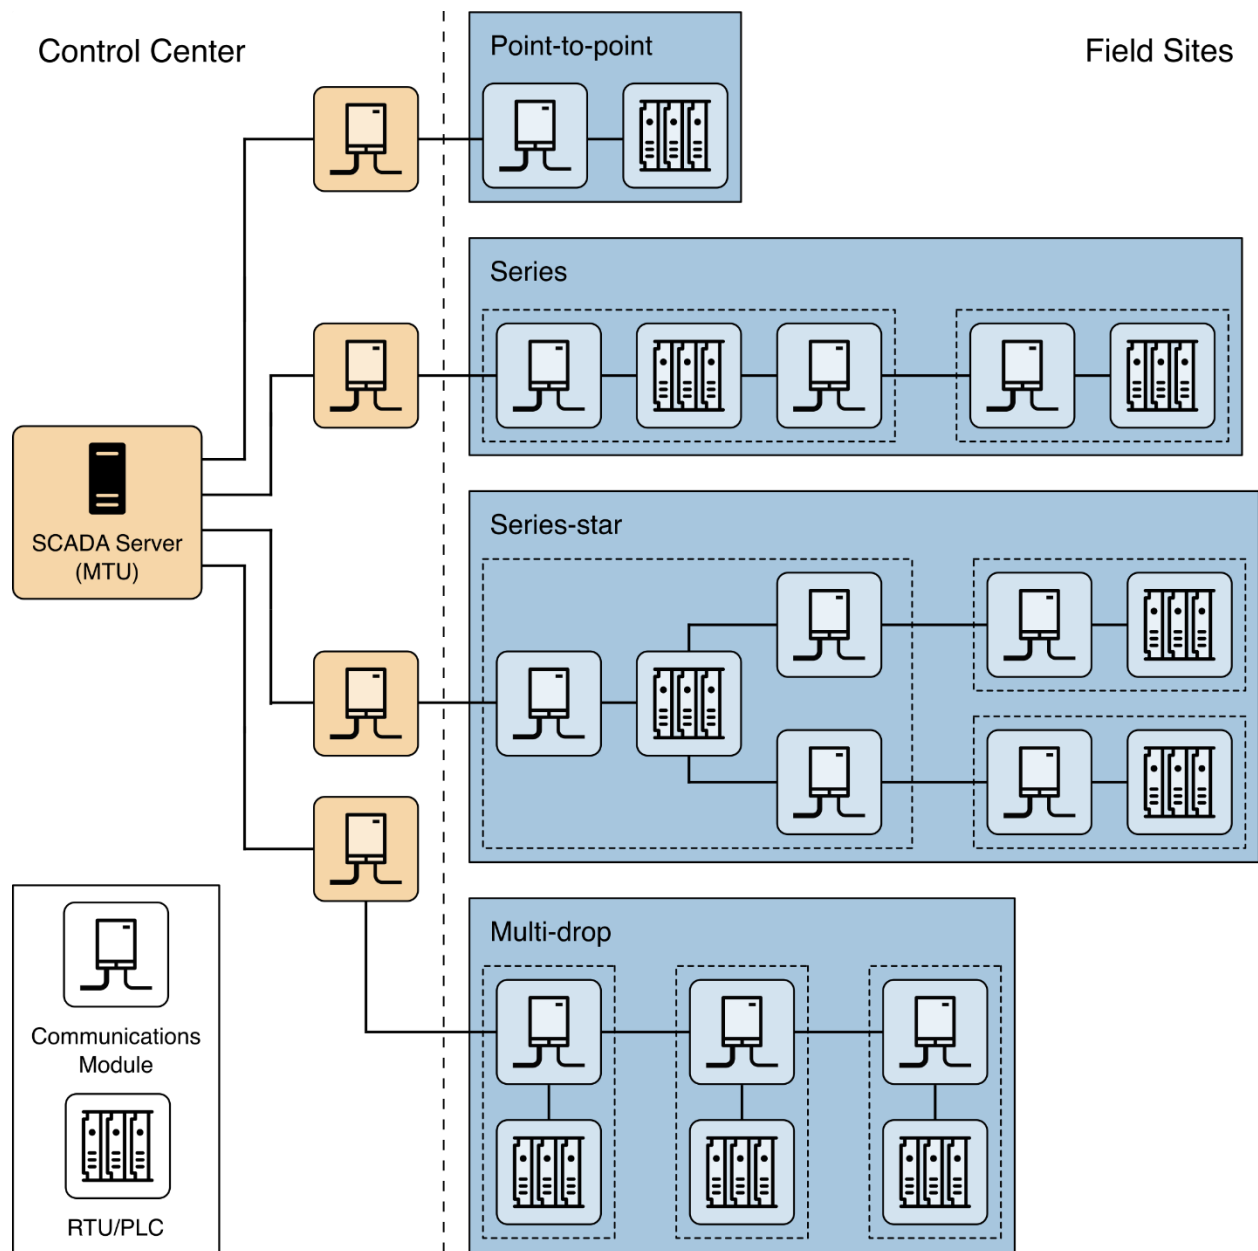 Control Center
Field Sites
Point-to-point
Series
SCADA Server
(MTU)
Series-star
Multi-drop
Communications
Module
RTU/PLC